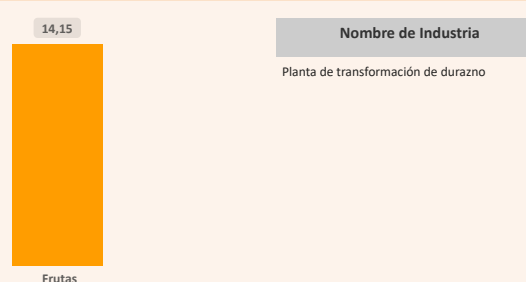 14,15
Frutas
Nombre de Industria
Planta de transformación de durazno